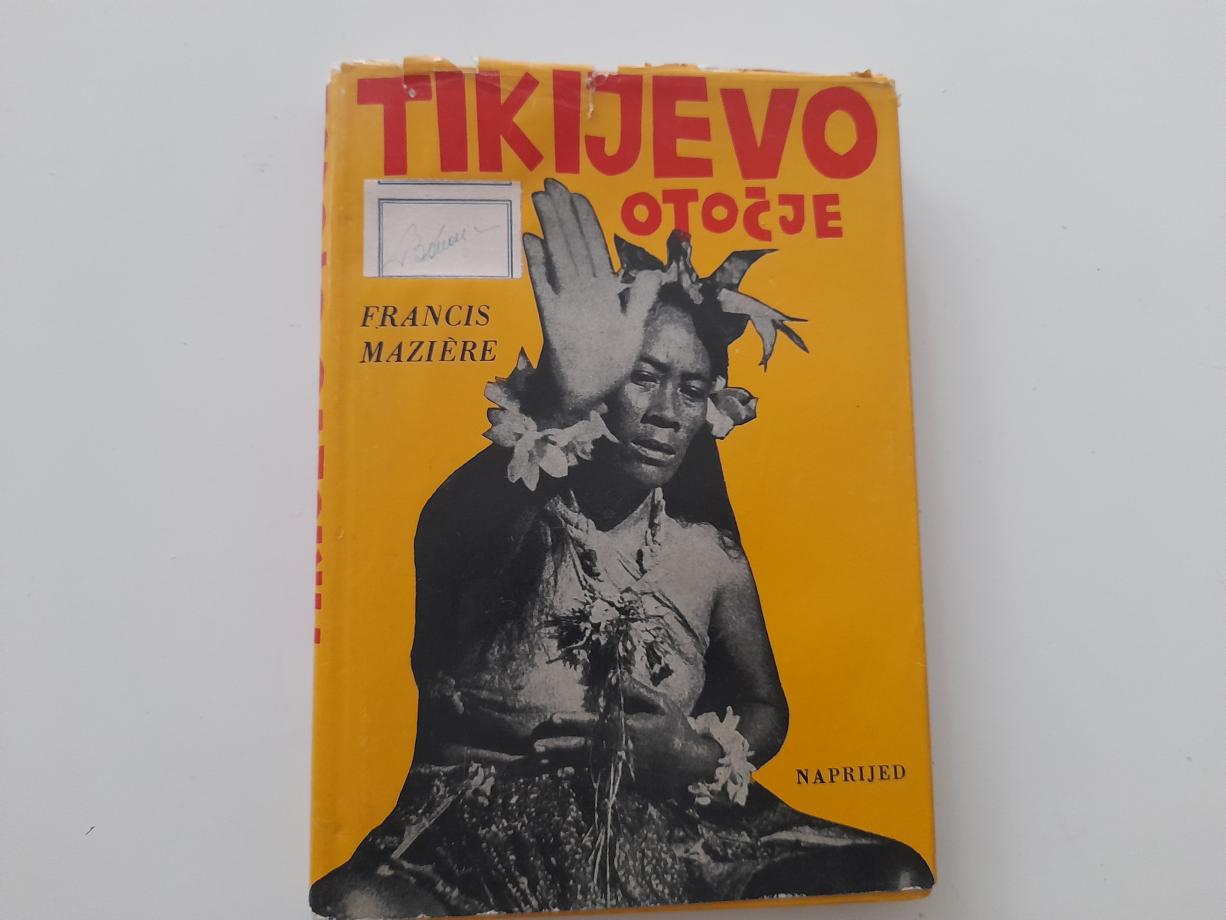 TIKIJEVO
OTOČJE
FRANCIS
MAZIÈRE
NAPRIJED